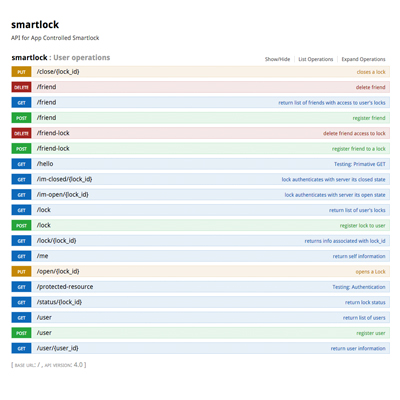 smartlock
API for App Controlled Smartlock
smartlock : User operations Show/Hide List Operations Expand Operations
PUT /close/{lock_id} closes a lock
DELETE /friend delete friend
GET /friend return list of friends with access to user's locks
POST /friend register friend
DELETE /friend-lock delete friend access to lock
POST /friend-lock register friend to a lock
GET /hello Testing: Primative GET
GET /im-closed/{lock_id} lock authenticates with server its closed state
GET /im-open/{lock_id} lock authenticates with server its open state
GET /lock return list of user's locks
POST /lock register lock to user
GET /lock/{lock_id} returns info associated with lock_id
GET /me return self information
PUT /open/{lock_id} opens a Lock
GET /protected-resource Testing: Authentication
GET /status/{lock_id} return lock status
GET /user return list of users
POST /user register user
GET /user/{user_id} return user information
[ BASE URL: / , API VERSION: 4.0 ]